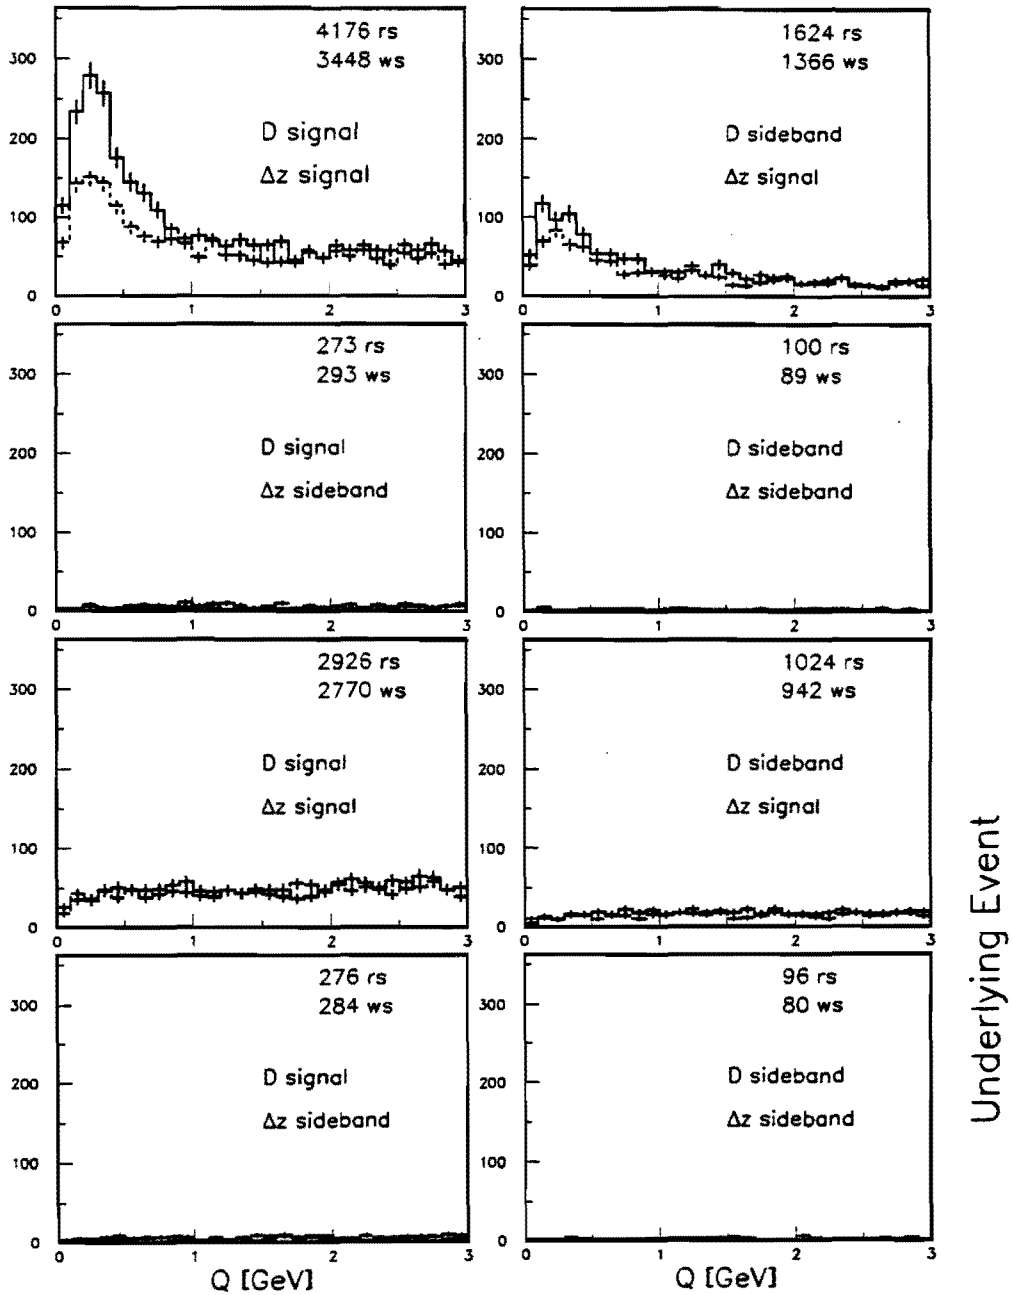 4176 rs
3448 ws
D signal
Δz signal
300
200
100
0
0 1 2 3
1624 rs
1366 ws
D sideband
Δz signal
300
200
100
0
0 1 2 3
273 rs
293 ws
D signal
Δz sideband
300
200
100
0
0 1 2 3
100 rs
89 ws
D sideband
Δz sideband
300
200
100
0
0 1 2 3
2926 rs
2770 ws
D signal
Δz signal
300
200
100
0
0 1 2 3
1024 rs
942 ws
D sideband
Δz signal
300
200
100
0
0 1 2 3
276 rs
284 ws
D signal
Δz sideband
300
200
100
0
0 1 2 3
Q [GeV]
96 rs
80 ws
D sideband
Δz sideband
300
200
100
0
0 1 2 3
Q [GeV]
Underlying Event